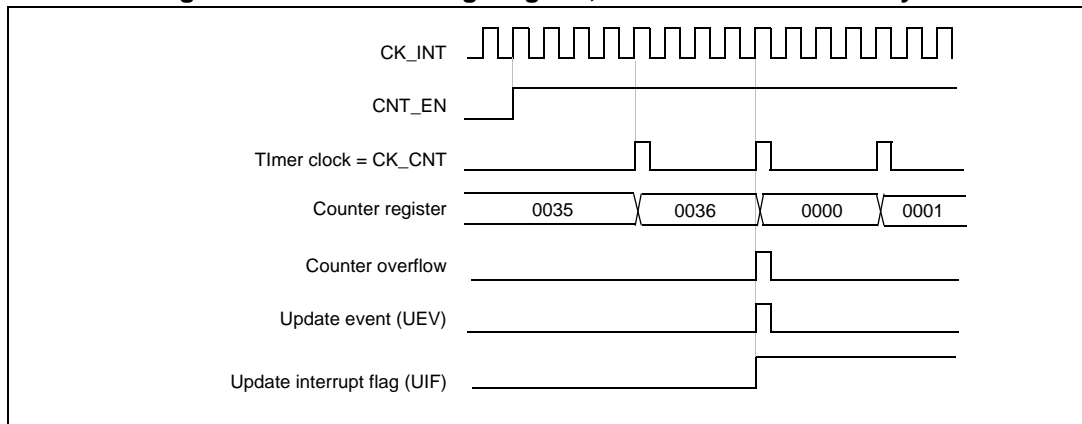 CK_INT
CNT_EN
TImer clock = CK_CNT
Counter register 0035 0036 0000 0001
Counter overflow
Update event (UEV)
Update interrupt flag (UIF)